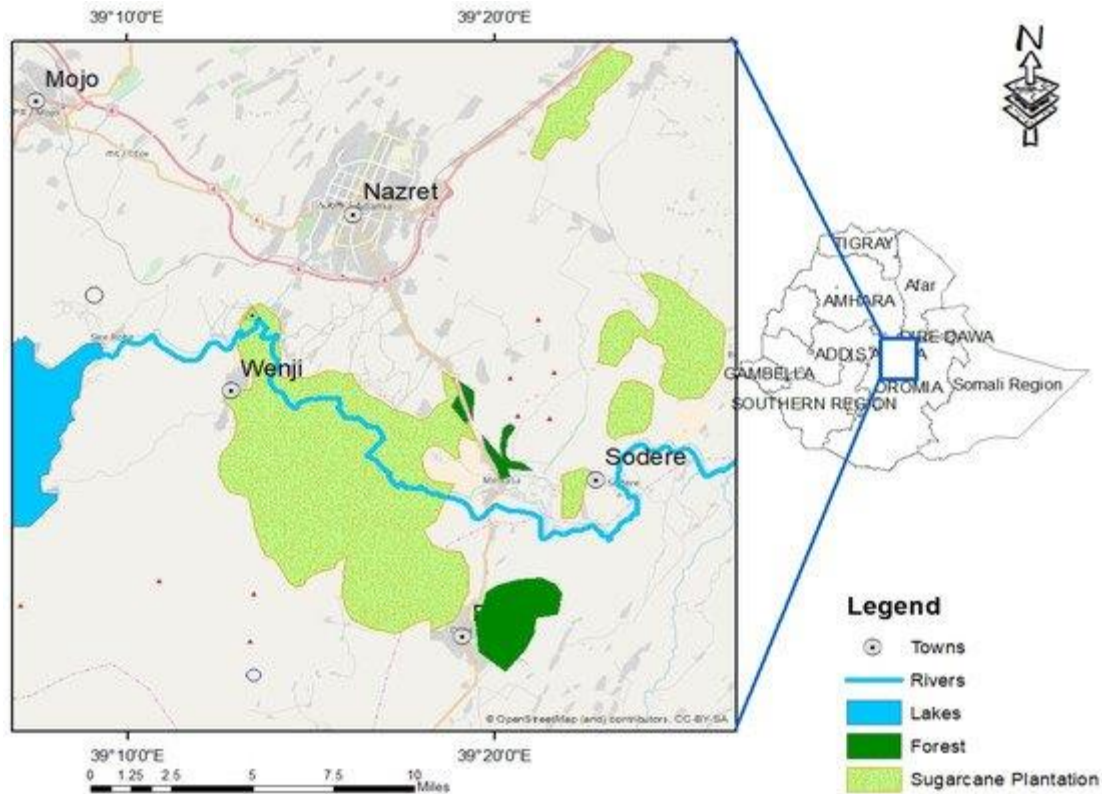 39°10'0"E
39°20'0"E
N
Mojo
Nazret
Wenji
Sodere
TIGRAY
Afar
AMHARA
DIRE DAWA
ADDIS
GAMBELLA
OROMIA
Somali Region
SOUTHERN REGION
© OpenStreetMap (and) contributors, CC-BY-SA
39°10'0"E
39°20'0"E
0 1.25 2.5 5 7.5 10
Miles
Legend
Towns
Rivers
Lakes
Forest
Sugarcane Plantation